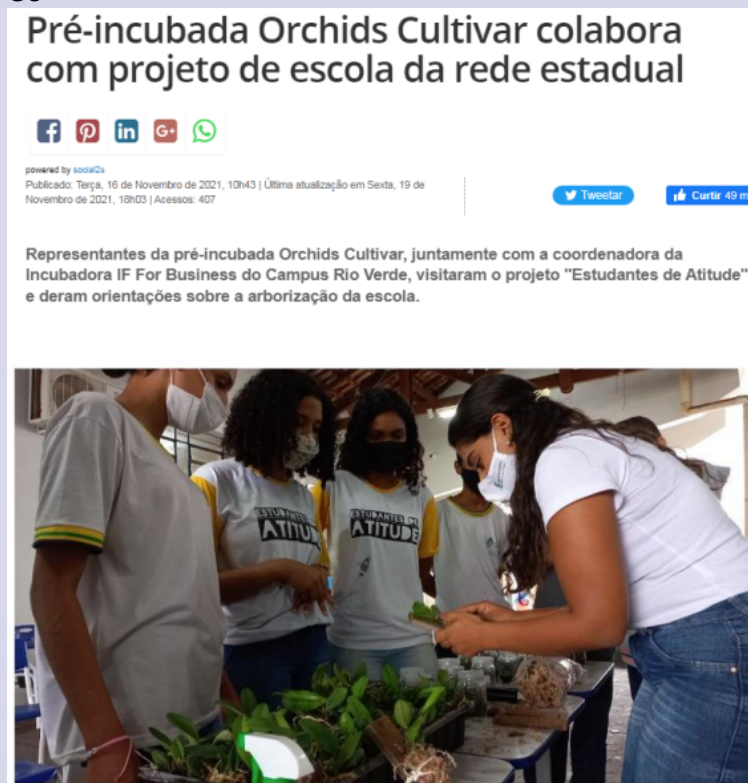 Pré-incubada Orchids Cultivar colabora
com projeto de escola da rede estadual
powered by social2s
Publicado: Terça, 16 de Novembro de 2021, 10h43 | Última atualização em Sexta, 19 de
Novembro de 2021, 18h03 | Acessos: 407
Tweetar
Curtir 49 m
Representantes da pré-incubada Orchids Cultivar, juntamente com a coordenadora da
Incubadora IF For Business do Campus Rio Verde, visitaram o projeto "Estudantes de Atitude"
e deram orientações sobre a arborização da escola.
ESTUDANTES DE
ATITUDE
ESTUDANTES DE
ATITUDE